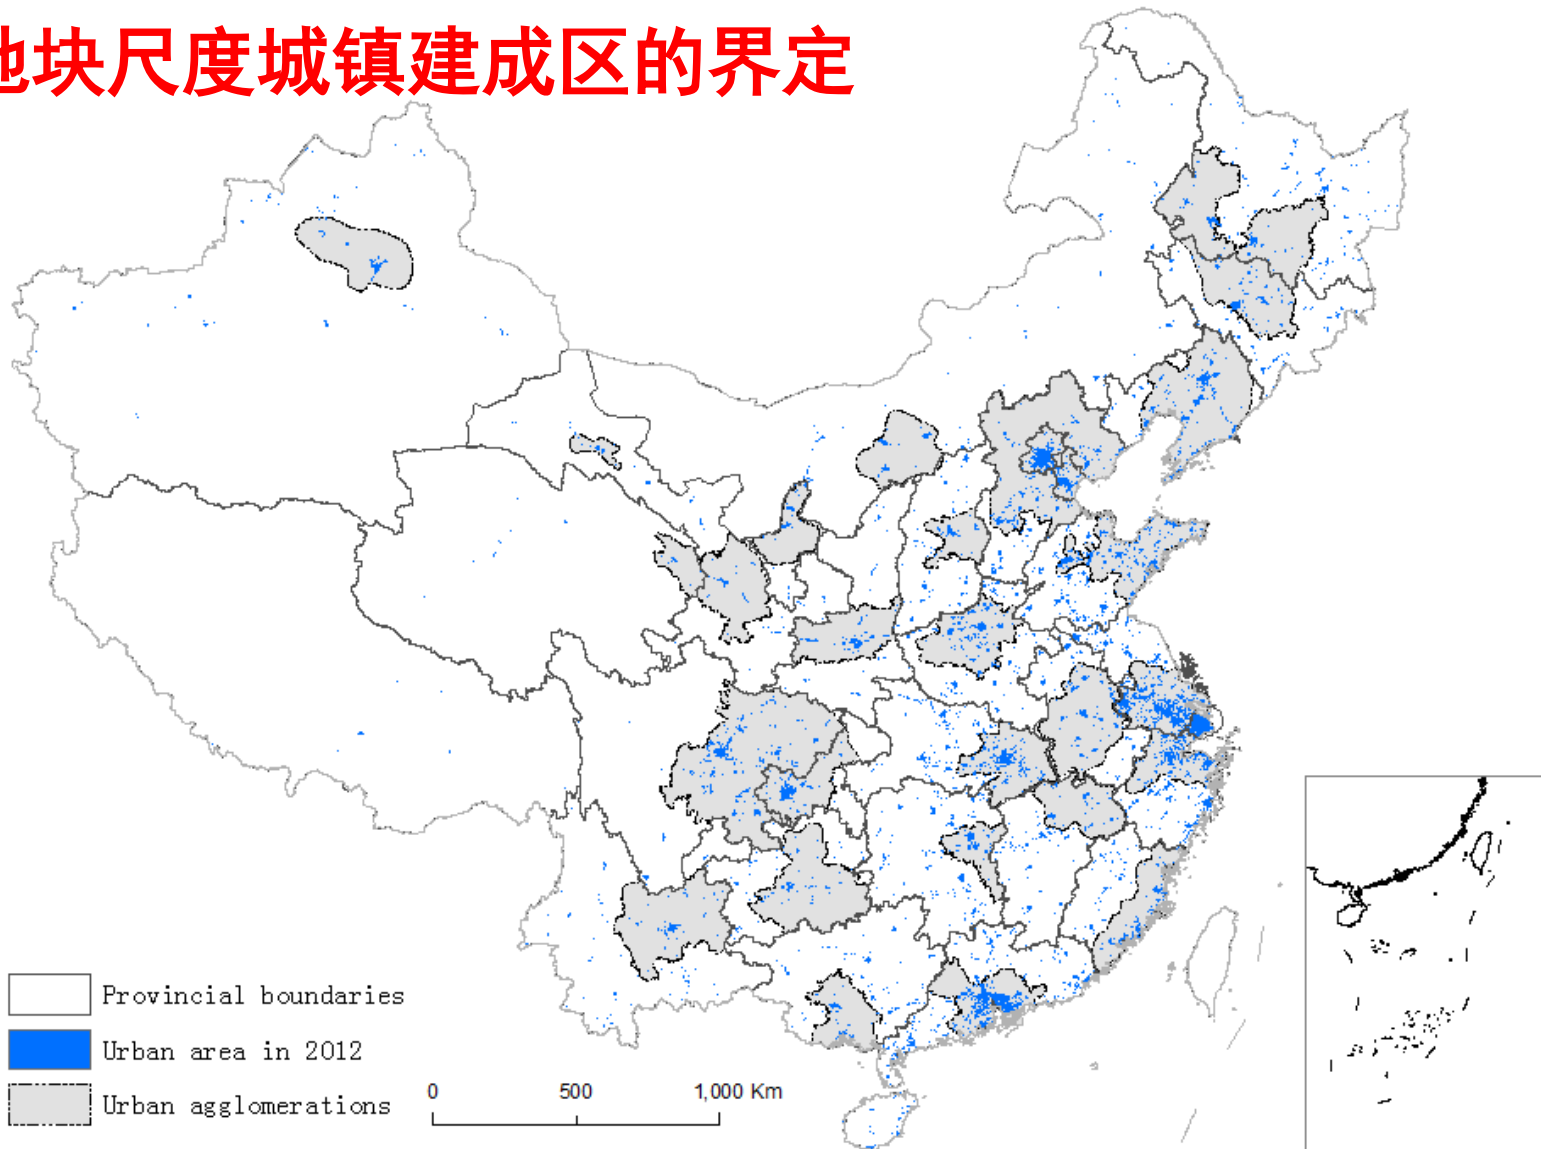 地块尺度城镇建成区的界定
Provincial boundaries
Urban area in 2012
Urban agglomerations
0 500 1,000 Km